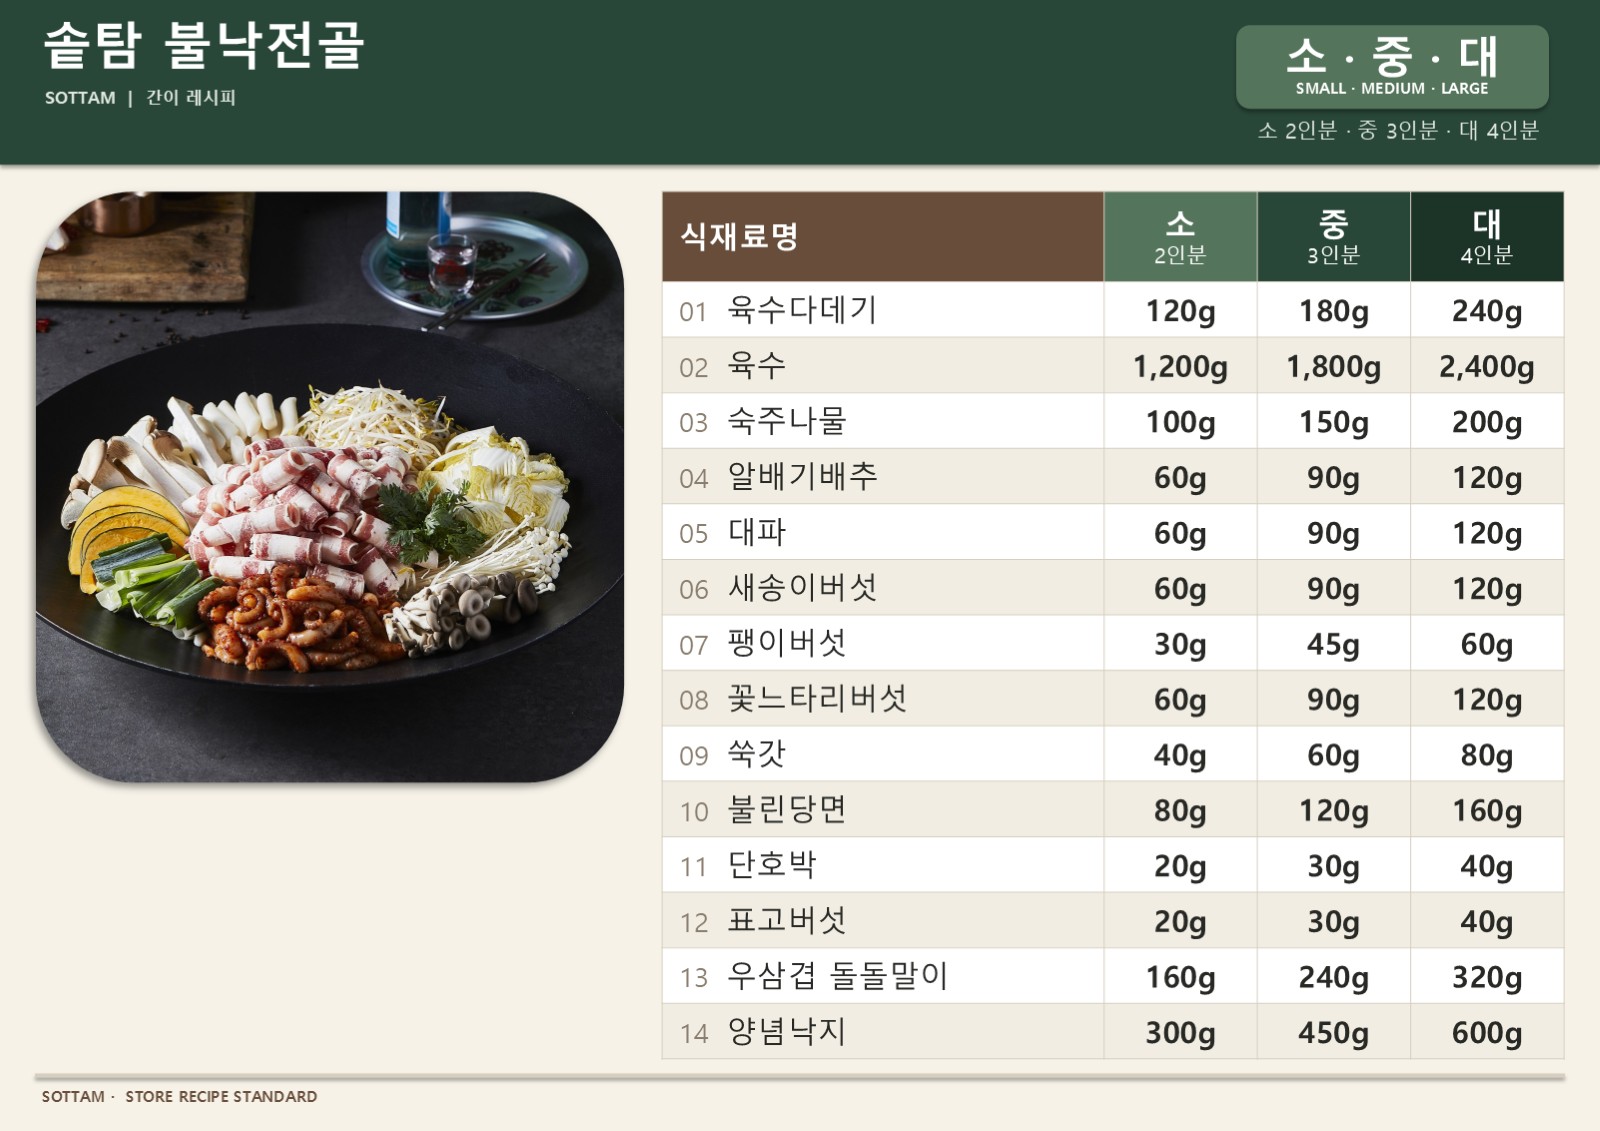 솥탐 불낙전골
SOTTAM | 간이 레시피
소 · 중 · 대
SMALL · MEDIUM · LARGE
소 2인분 · 중 3인분 · 대 4인분
식재료명 소 중 대
2인분 3인분 4인분
01 육수다데기 120g 180g 240g
02 육수 1,200g 1,800g 2,400g
03 숙주나물 100g 150g 200g
04 알배기배추 60g 90g 120g
05 대파 60g 90g 120g
06 새송이버섯 60g 90g 120g
07 팽이버섯 30g 45g 60g
08 꽃느타리버섯 60g 90g 120g
09 쑥갓 40g 60g 80g
10 불린당면 80g 120g 160g
11 단호박 20g 30g 40g
12 표고버섯 20g 30g 40g
13 우삼겹 돌돌말이 160g 240g 320g
14 양념낙지 300g 450g 600g
SOTTAM · STORE RECIPE STANDARD